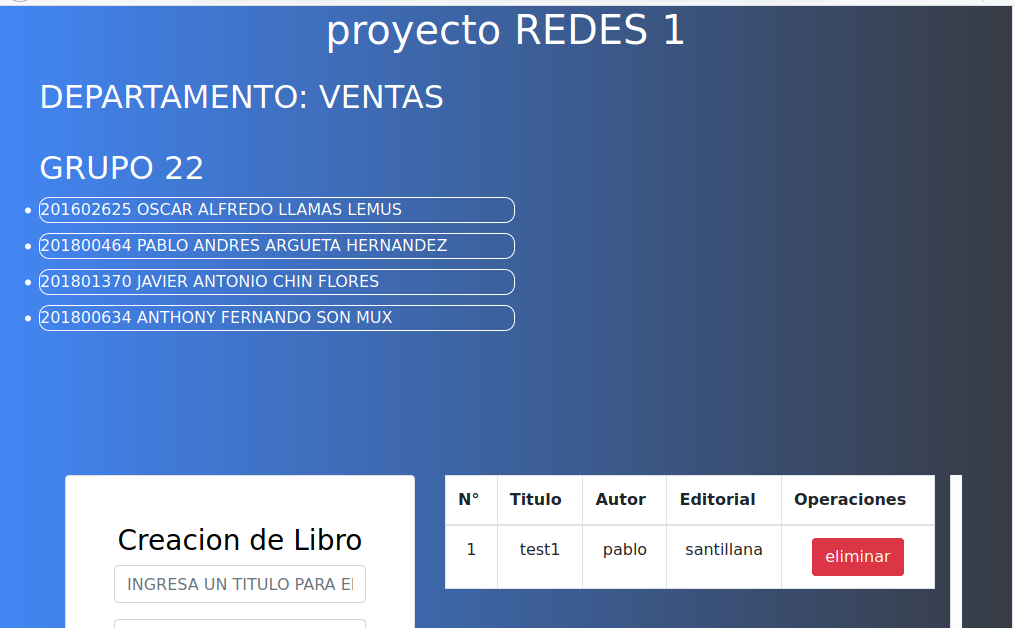 proyecto REDES 1
DEPARTAMENTO: VENTAS
GRUPO 22
201602625 OSCAR ALFREDO LLAMAS LEMUS
201800464 PABLO ANDRES ARGUETA HERNANDEZ
201801370 JAVIER ANTONIO CHIN FLORES
201800634 ANTHONY FERNANDO SON MUX
Creacion de Libro
INGRESA UN TITULO PARA
N° Titulo Autor Editorial Operaciones
1 test1 pablo santillana eliminar